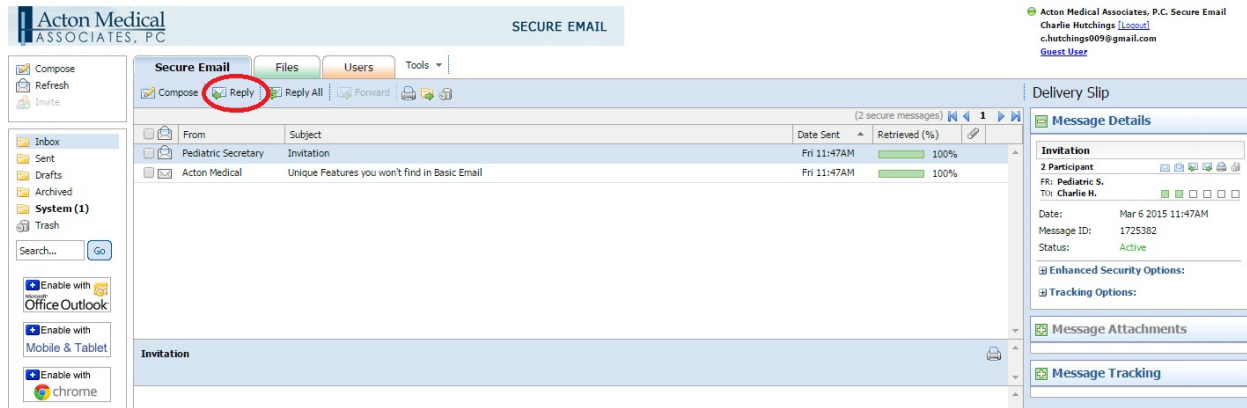 Acton Medical
ASSOCIATES, PC
SECURE EMAIL
Acton Medical Associates, P.C. Secure Email
Charlie Hutchings [Logout]
c.hutchings009@gmail.com
Guest User
Compose
Refresh
Invite
Inbox
Sent
Drafts
Archived
System (1)
Trash
Search... Go
Enable with
Microsoft
Office Outlook
Enable with
Mobile & Tablet
Enable with
chrome
Secure Email Files Users Tools
Compose Reply Reply All Forward
(2 secure messages) 1
From Subject Date Sent Retrieved (%)
Pediatric Secretary Invitation Fri 11:47AM 100%
Acton Medical Unique Features you won't find in Basic Email Fri 11:47AM 100%
Invitation
Delivery Slip
Message Details
Invitation
2 Participant
FR: Pediatric S.
TO: Charlie H.
Date: Mar 6 2015 11:47AM
Message ID: 1725382
Status: Active
Enhanced Security Options:
Tracking Options:
Message Attachments
Message Tracking